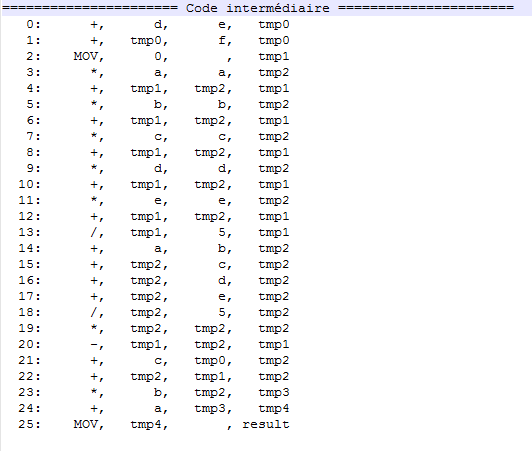 ====================== Code intermédiaire ======================
0: +, d, e, tmp0
1: +, tmp0, f, tmp0
2: MOV, 0, , tmp1
3: *, a, a, tmp2
4: +, tmp1, tmp2, tmp1
5: *, b, b, tmp2
6: +, tmp1, tmp2, tmp1
7: *, c, c, tmp2
8: +, tmp1, tmp2, tmp1
9: *, d, d, tmp2
10: +, tmp1, tmp2, tmp1
11: *, e, e, tmp2
12: +, tmp1, tmp2, tmp1
13: /, tmp1, 5, tmp1
14: +, a, b, tmp2
15: +, tmp2, c, tmp2
16: +, tmp2, d, tmp2
17: +, tmp2, e, tmp2
18: /, tmp2, 5, tmp2
19: *, tmp2, tmp2, tmp2
20: -, tmp1, tmp2, tmp1
21: +, c, tmp0, tmp2
22: +, tmp2, tmp1, tmp2
23: *, b, tmp2, tmp3
24: +, a, tmp3, tmp4
25: MOV, tmp4, , result